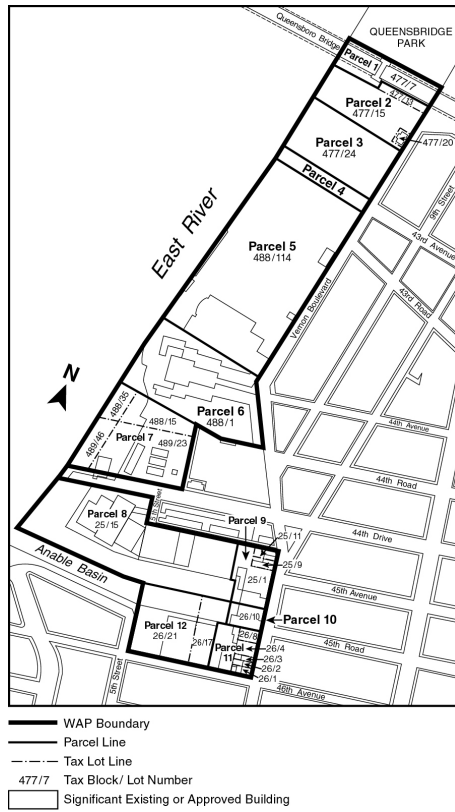 Queensboro Bridge
QUEENSBRIDGE
PARK
Parcel 1
477/7
477/13
Parcel 2
477/15
477/20
Parcel 3
477/24
Parcel 4
9th Street
43rd Avenue
East River
Parcel 5
488/114
Vernon Boulevard
43rd Road
N
Parcel 6
488/1
488/35
488/15
44th Avenue
489/46
Parcel 7
489/23
44th Road
5th Street
Parcel 8
25/15
Parcel 9
25/11
44th Drive
25/9
Anable Basin
25/1
45th Avenue
26/10
Parcel 10
Parcel 12
26/21
26/17
26/8
45th Road
Parcel
11
26/4
26/3
26/2
26/1
5th Street
46th Avenue
WAP Boundary
Parcel Line
Tax Lot Line
477/7 Tax Block/ Lot Number
Significant Existing or Approved Building